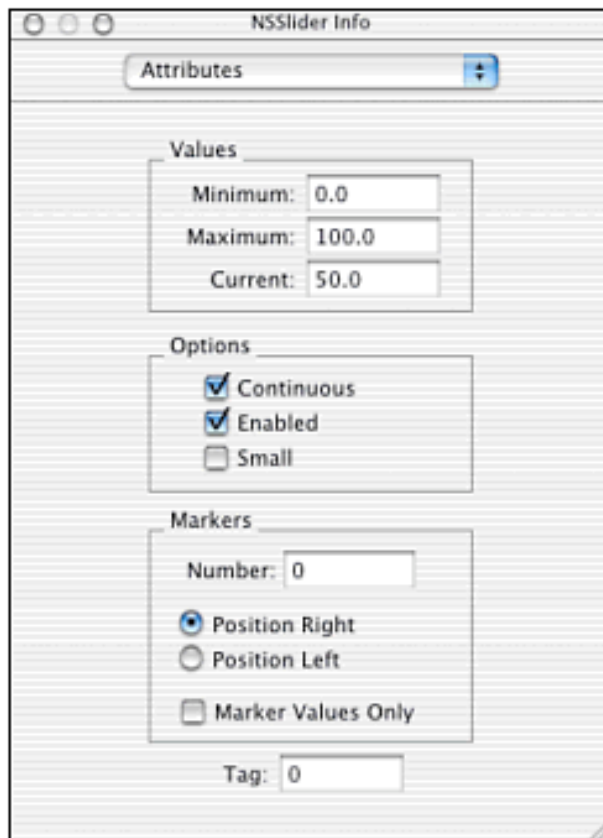 NSSlider Info
Attributes
Values
Minimum: 0.0
Maximum: 100.0
Current: 50.0
Options
Continuous
Enabled
Small
Markers
Number: 0
Position Right
Position Left
Marker Values Only
Tag: 0